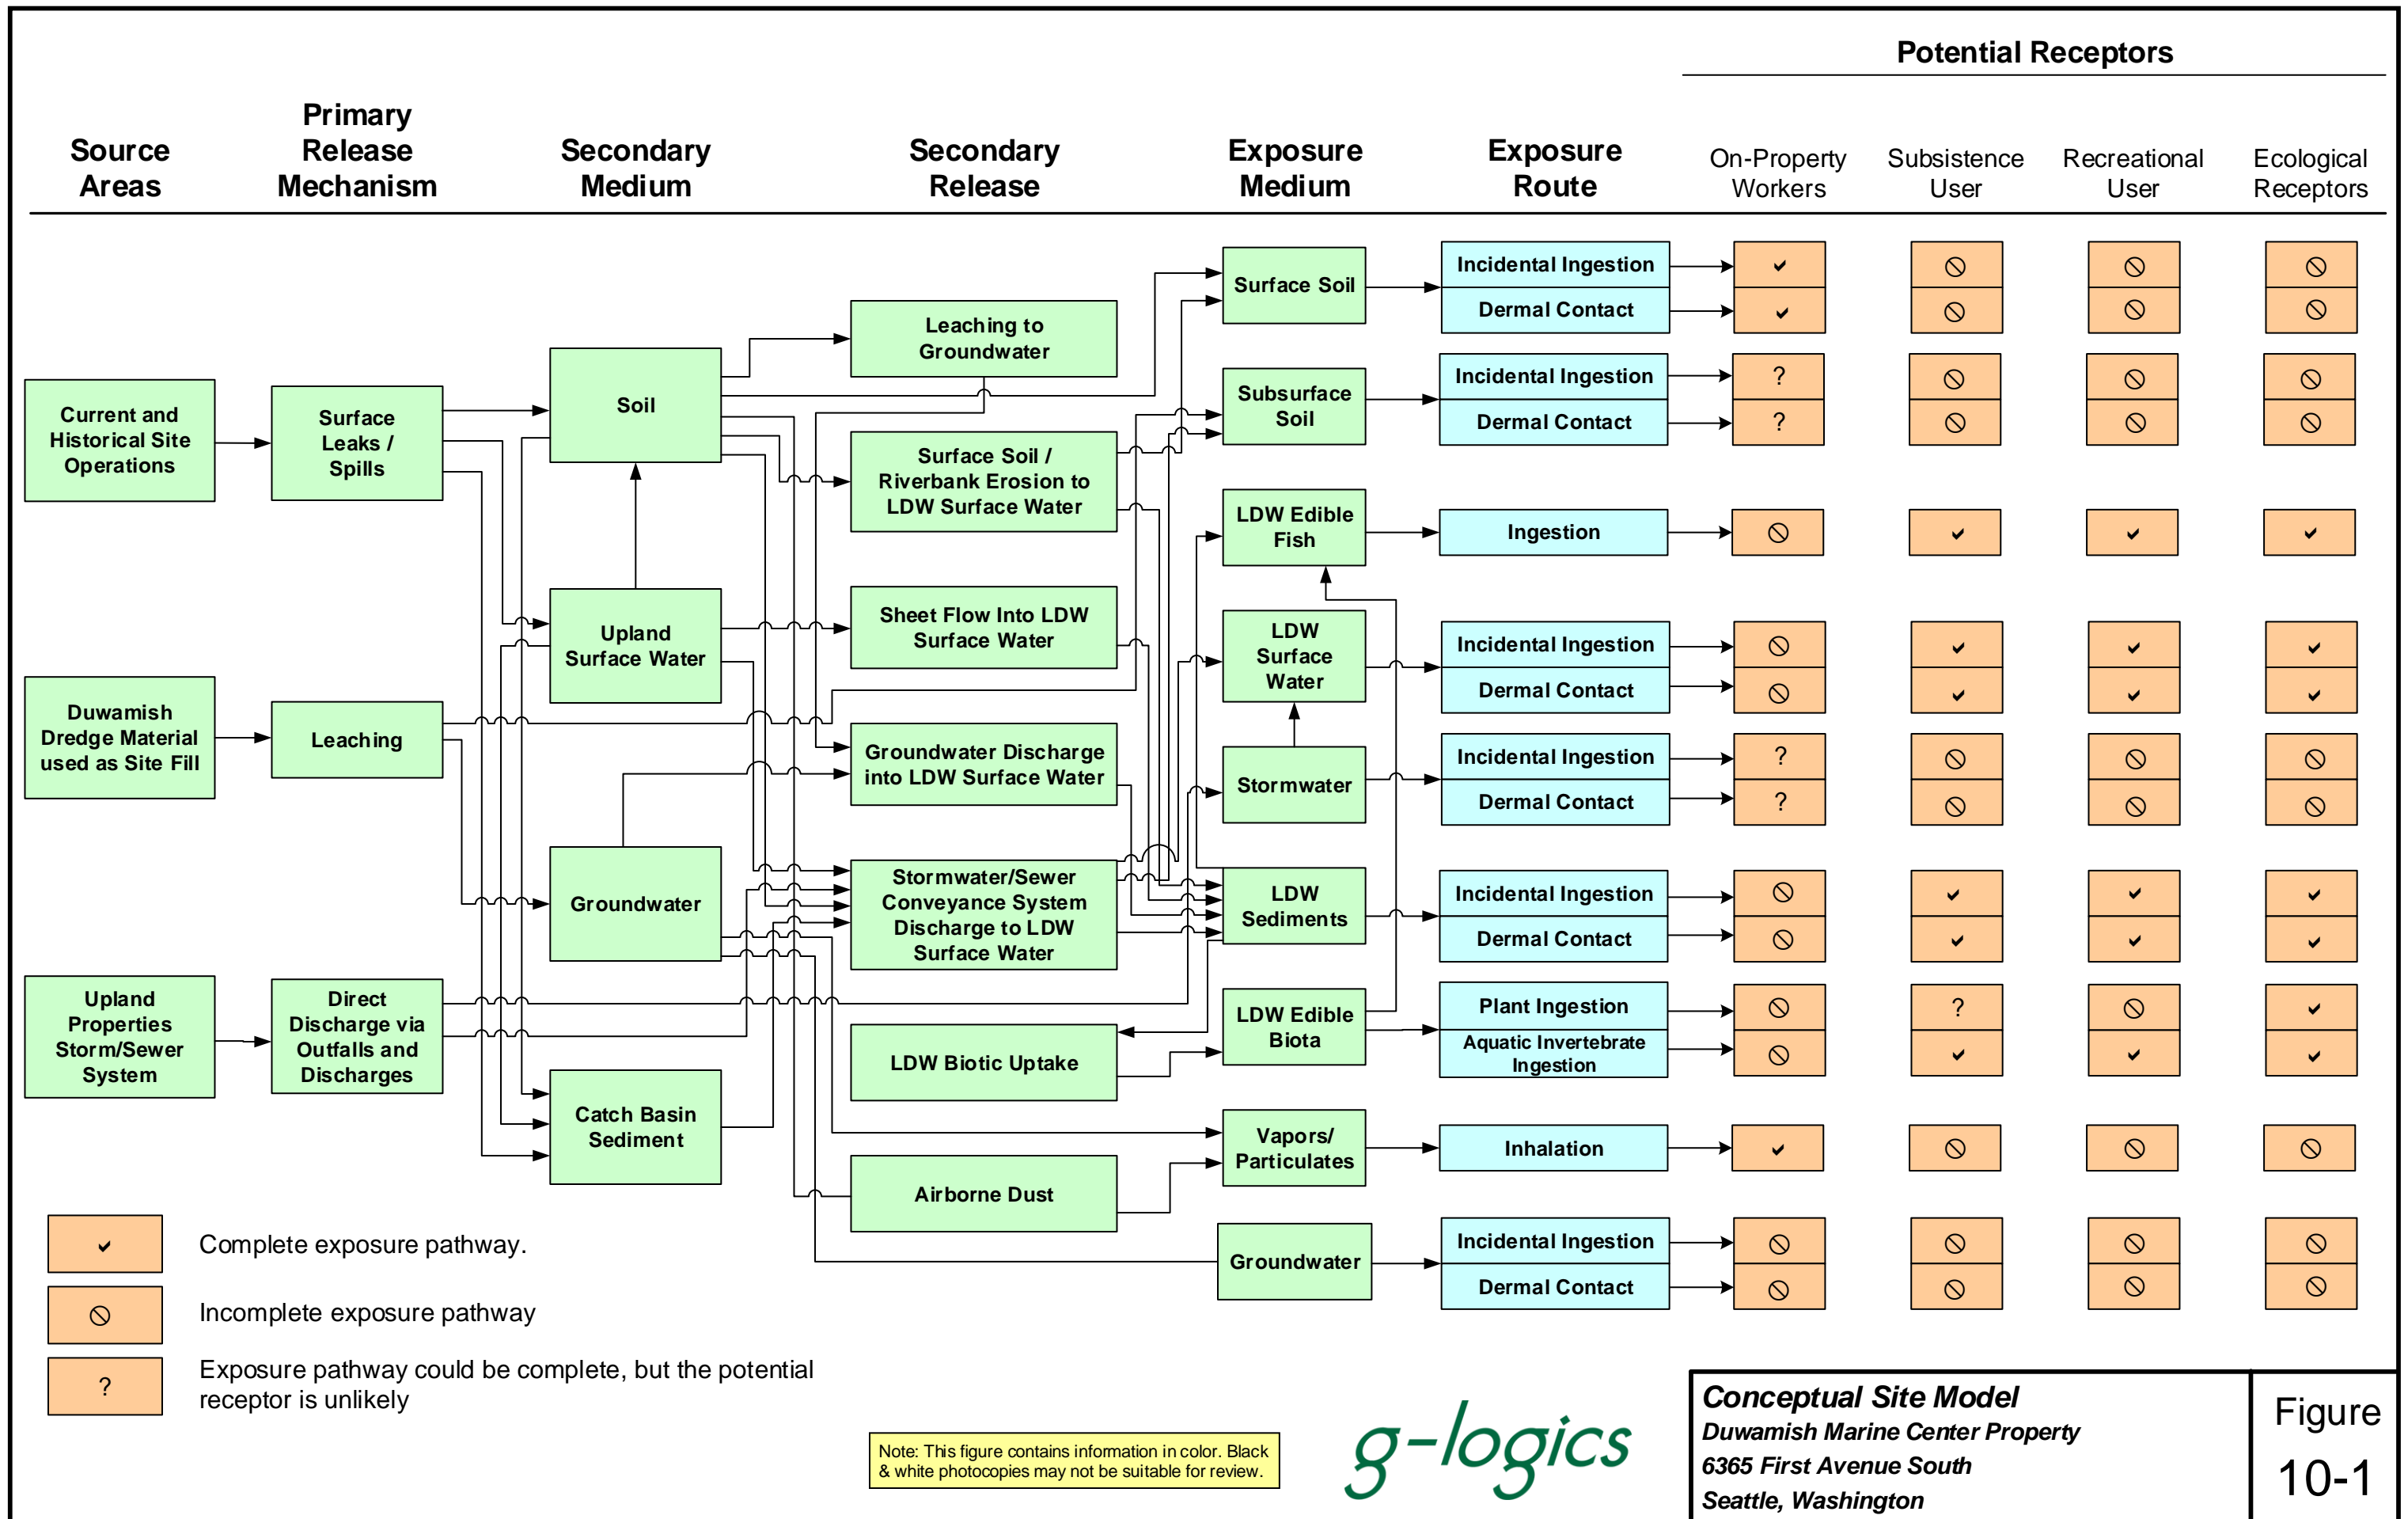 Potential Receptors
Source
Areas
Primary
Release
Mechanism
Secondary
Medium
Secondary
Release
Exposure
Medium
Exposure
Route
On-Property
Workers
Subsistence
User
Recreational
User
Ecological
Receptors
Current and
Historical Site
Operations
Duwamish
Dredge Material
used as Site Fill
Upland
Properties
Storm/Sewer
System
Surface
Leaks /
Spills
Leaching
Direct
Discharge via
Outfalls and
Discharges
Soil
Upland
Surface Water
Groundwater
Catch Basin
Sediment
Leaching to
Groundwater
Surface Soil /
Riverbank Erosion to
LDW Surface Water
Sheet Flow Into LDW
Surface Water
Groundwater Discharge
into LDW Surface Water
Stormwater/Sewer
Conveyance System
Discharge to LDW
Surface Water
LDW Biotic Uptake
Airborne Dust
Surface Soil
Incidental Ingestion
Dermal Contact
Subsurface
Soil
Incidental Ingestion
?
Dermal Contact
?
LDW Edible
Fish
Ingestion
LDW
Surface
Water
Incidental Ingestion
Dermal Contact
Stormwater
Incidental Ingestion
?
Dermal Contact
?
LDW
Sediments
Incidental Ingestion
Dermal Contact
LDW Edible
Biota
Plant Ingestion
?
Aquatic Invertebrate
Ingestion
Vapors/
Particulates
Inhalation
Groundwater
Incidental Ingestion
Dermal Contact
Complete exposure pathway.
Incomplete exposure pathway
?
Exposure pathway could be complete, but the potential
receptor is unlikely
Note: This figure contains information in color. Black
& white photocopies may not be suitable for review.
g-logics
Conceptual Site Model
Duwamish Marine Center Property
6365 First Avenue South
Seattle, Washington
Figure
10-1